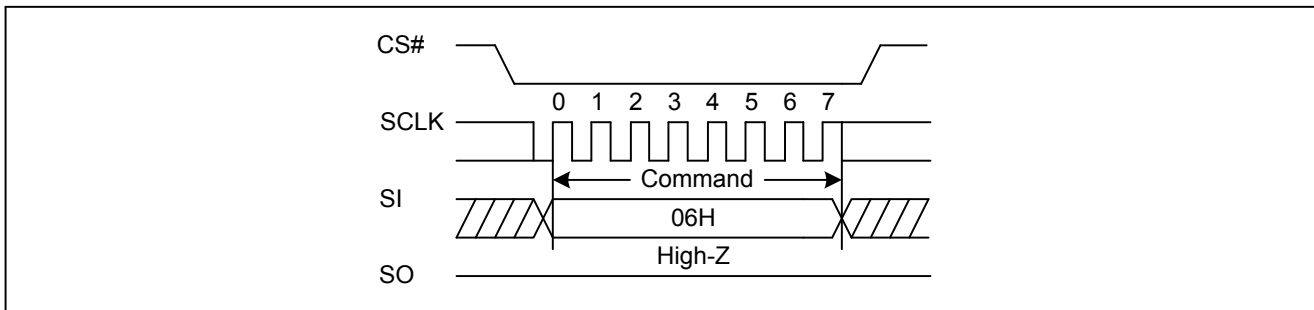 CS#
0 1 2 3 4 5 6 7
SCLK
Command
SI
06H
High-Z
SO